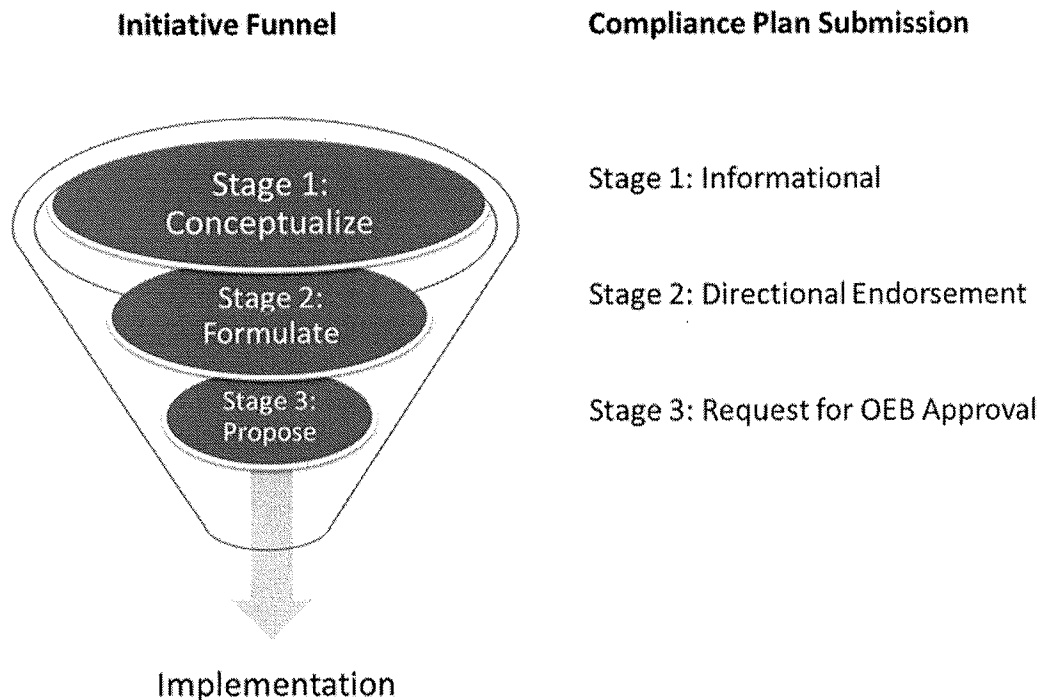 Initiative Funnel
Compliance Plan Submission
Stage 1:
Conceptualize
Stage 2:
Formulate
Stage 3:
Propose
Implementation
Stage 1: Informational
Stage 2: Directional Endorsement
Stage 3: Request for OEB Approval